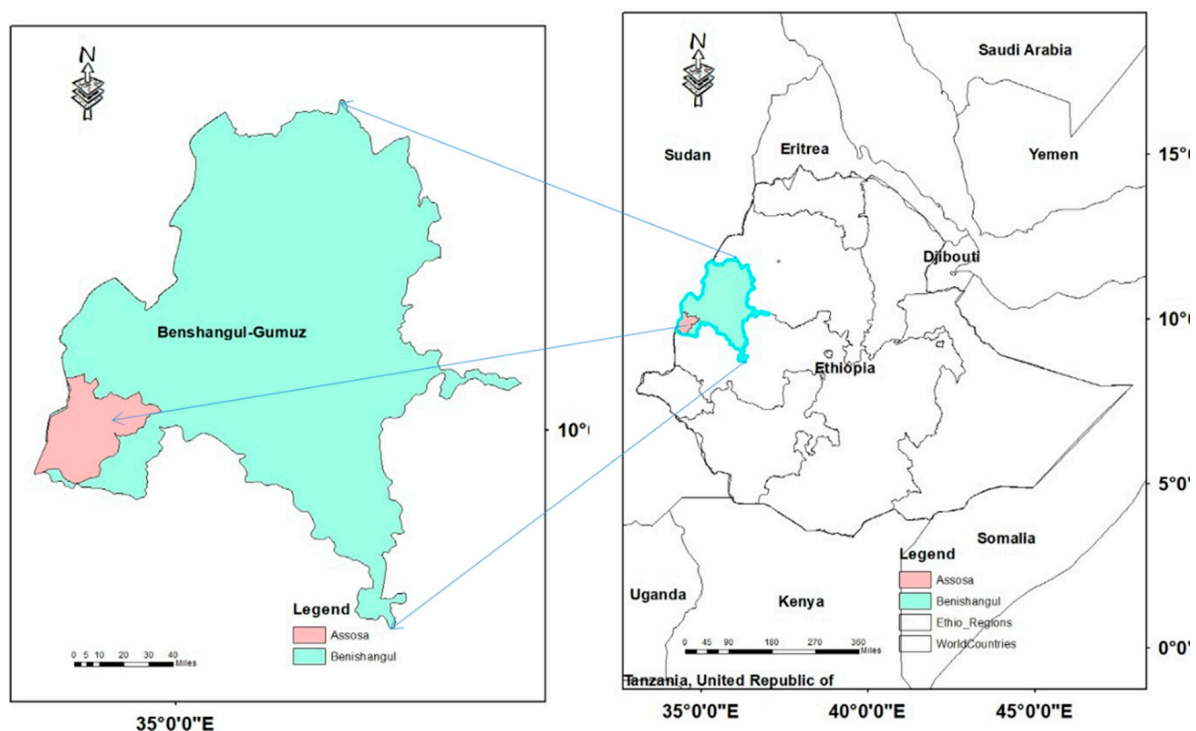 N
Benshangul-Gumuz
Legend
Assosa
Benishangul
0 5 10 20 30 40
Miles
35°0'0"E
10°
N
Saudi Arabia
Sudan
Eritrea
Yemen
Djibouti
Ethiopia
Somalia
Uganda
Kenya
Tanzania, United Republic of
Legend
Assosa
Benishangul
Ethio_Regions
WorldCountries
0 45 90 180 270 360
Miles
15°
10°0
5°0'
0°0'
35°0'0"E
40°0'0"E
45°0'0"E